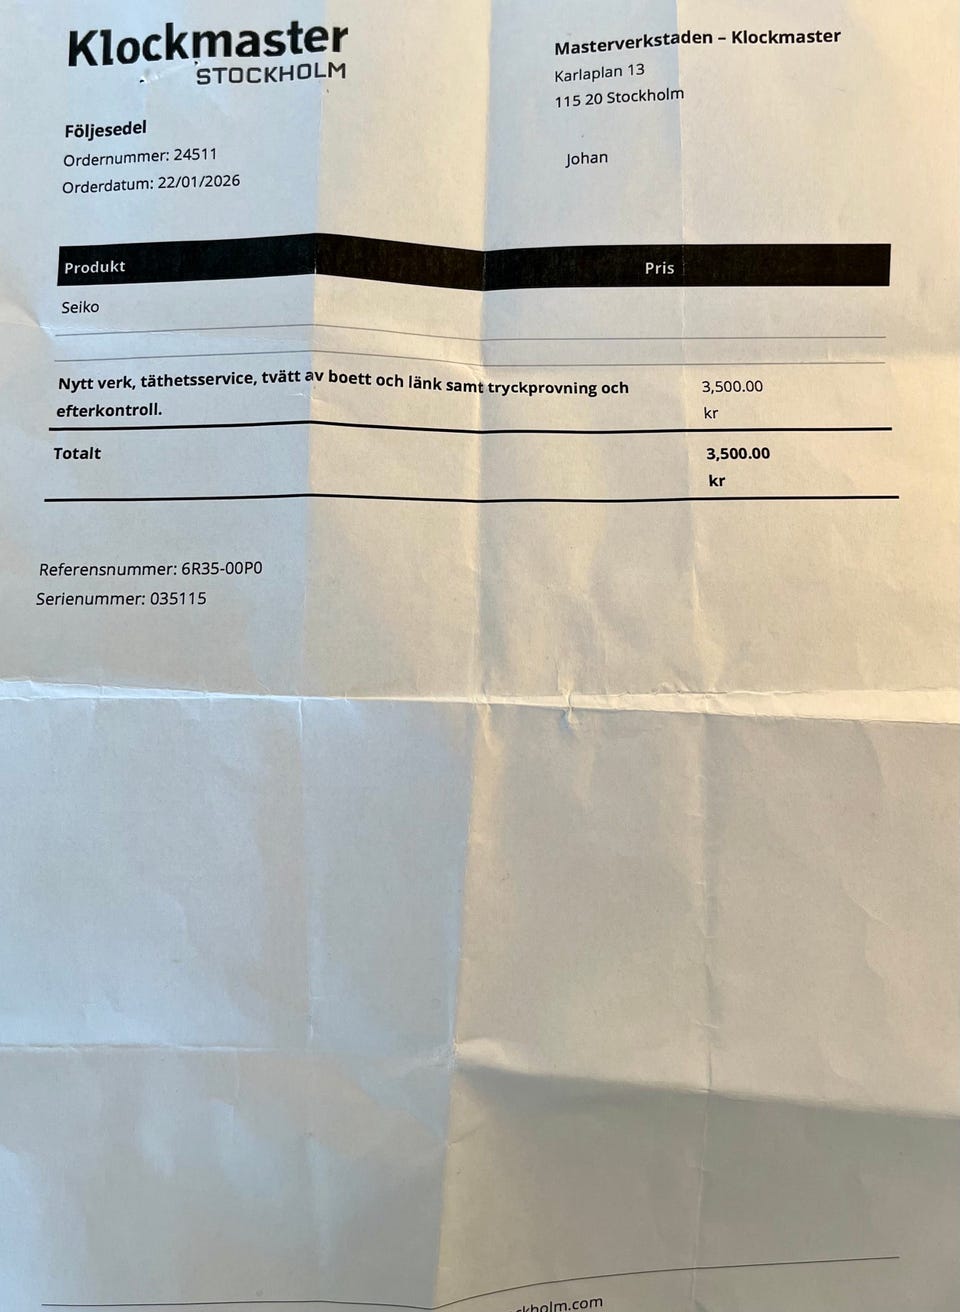 Klockmaster
STOCKHOLM
Masterverkstaden – Klockmaster
Karlaplan 13
115 20 Stockholm
Följesedel
Ordernummer: 24511
Orderdatum: 22/01/2026
Johan
Produkt Pris
Seiko
Nytt verk, täthetsservice, tvätt av boett och länk samt tryckprovning och 3,500.00
efterkontroll. kr
Totalt 3,500.00
kr
Referensnummer: 6R35-00P0
Serienummer: 035115
ckholm.com